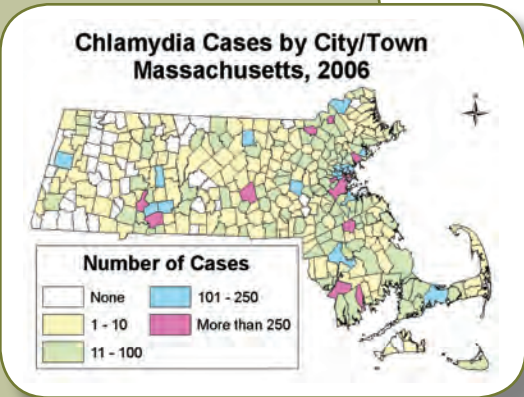 Chlamydia Cases by City/Town
Massachusetts, 2006
Number of Cases
None
1 - 10
11 - 100
101 - 250
More than 250